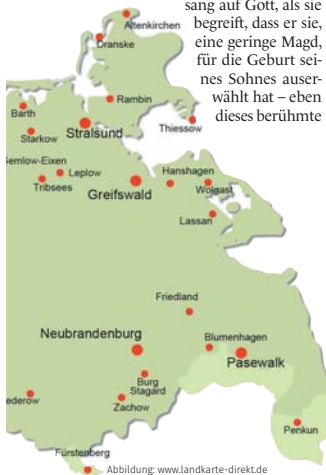 sang auf Gott, als sie
begreift, dass er sie,
eine geringe Magd,
für die Geburt sei-
nes Sohnes auser-
wählt hat – eben
dieses berühmte
Altenkirchen
Dranske
Rambin
Barth
Stralsund
Thiessow
Starkow
Semlow-Eixen
Leplow
Hanshagen
Tribsees
Greifswald
Wolgast
Lassan
Friedland
Neubrandenburg
Blumenhagen
Pasewalk
Burg
Stagard
ederow
Zachow
Penkun
Fürstenberg
Abbildung: www.landkarte-direkt.de